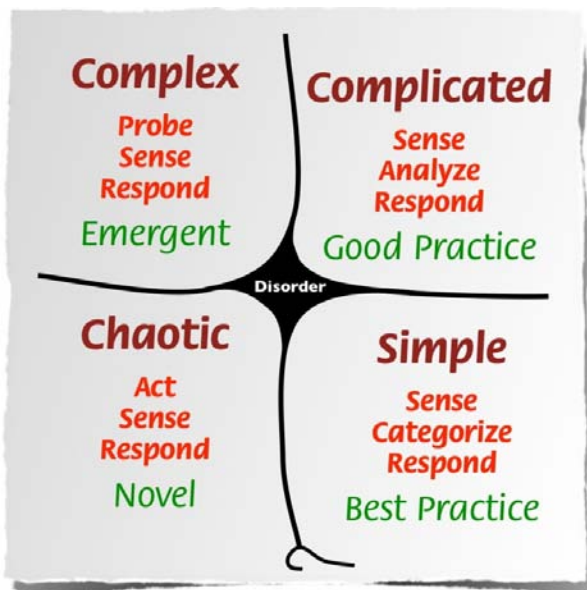 Complex
Probe
Sense
Respond
Emergent
Complicated
Sense
Analyze
Respond
Good Practice
Disorder
Chaotic
Act
Sense
Respond
Novel
Simple
Sense
Categorize
Respond
Best Practice